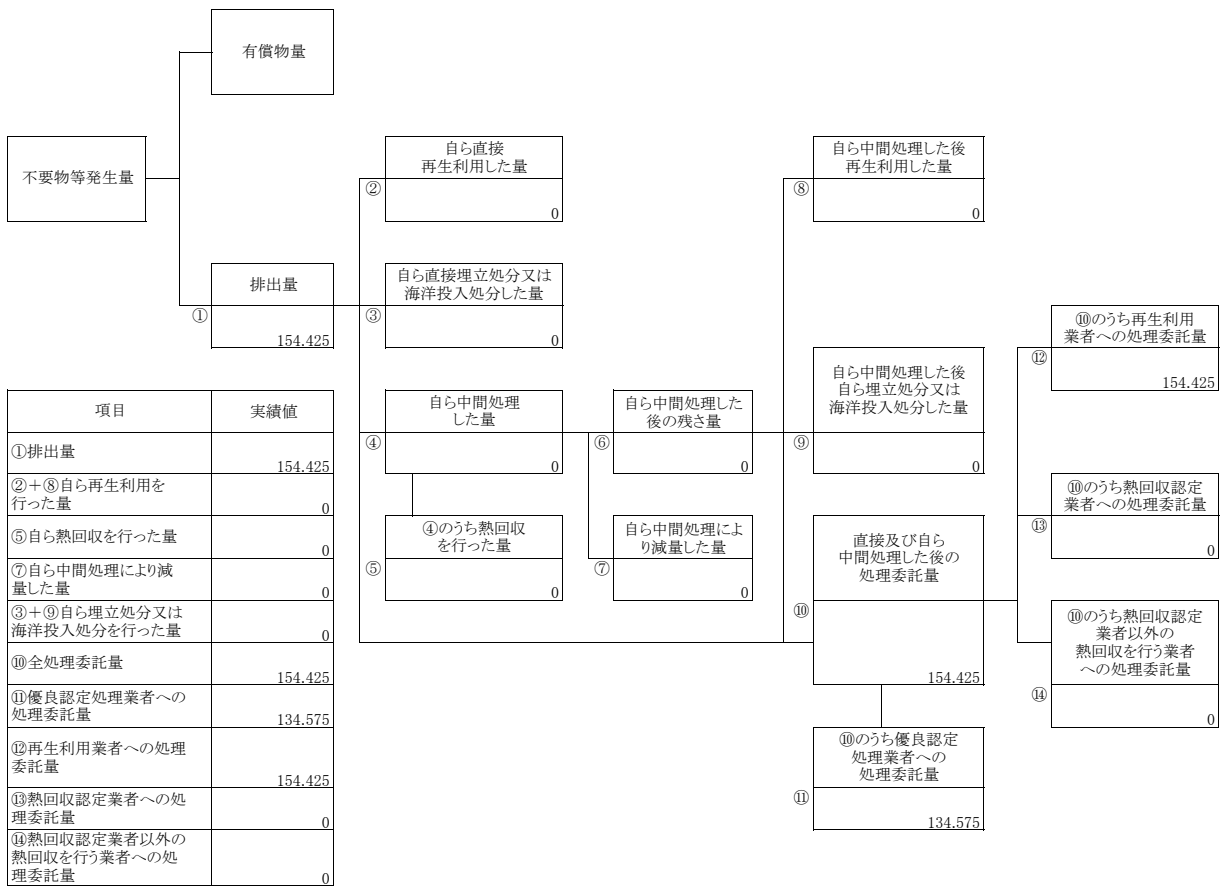 有償物量
不要物等発生量
自ら直接
再生利用した量
②
0
自ら中間処理した後
再生利用した量
⑧
0
排出量
①
154.425
自ら直接埋立処分又は
海洋投入処分した量
③
0
⑩のうち再生利用
業者への処理委託量
⑫
154.425
自ら中間処理
した量
④
0
自ら中間処理した
後の残さ量
⑥
0
自ら中間処理した後
自ら埋立処分又は
海洋投入処分した量
⑨
0
⑩のうち熱回収認定
業者への処理委託量
⑬
0
④のうち熱回収
を行った量
⑤
0
自ら中間処理によ
り減量した量
⑦
0
直接及び自ら
中間処理した後の
処理委託量
⑩
154.425
⑩のうち熱回収認定
業者以外の
熱回収を行う業者
への処理委託量
⑭
0
⑩のうち優良認定
処理業者への
処理委託量
⑪
134.575
項目 実績値
①排出量
154.425
②+⑧自ら再生利用を
行った量
0
⑤自ら熱回収を行った量
0
⑦自ら中間処理により減
量した量
0
③+⑨自ら埋立処分又は
海洋投入処分を行った量
0
⑩全処理委託量
154.425
⑪優良認定処理業者への
処理委託量
134.575
⑫再生利用業者への処理
委託量
154.425
⑬熱回収認定業者への処
理委託量
0
⑭熱回収認定業者以外の
熱回収を行う業者への処
理委託量
0